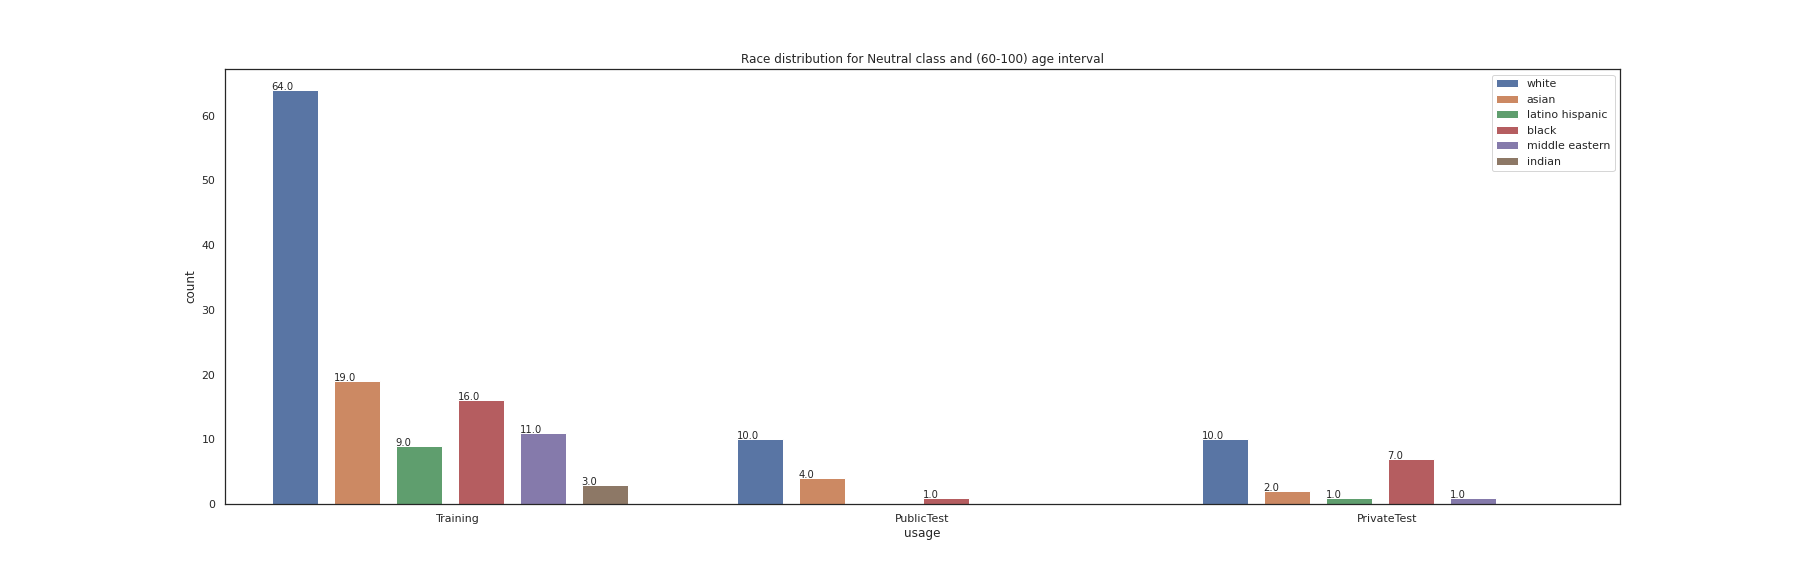 Race distribution for Neutral class and (60-100) age interval
white
asian
latino hispanic
black
middle eastern
indian
count
60
50
40
30
20
10
0
64.0
19.0
9.0
16.0
11.0
3.0
10.0
4.0
1.0
10.0
2.0
1.0
7.0
1.0
Training
PublicTest
PrivateTest
usage